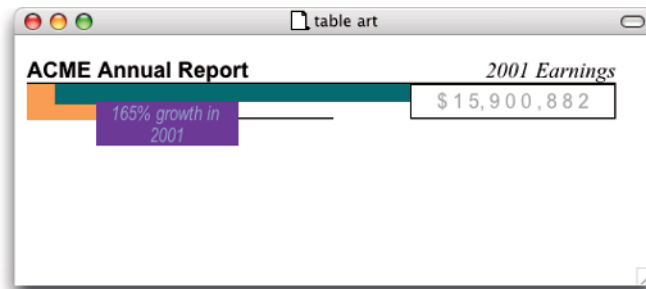 table art
ACME Annual Report 2001 Earnings
$15,900,882
165% growth in
2001